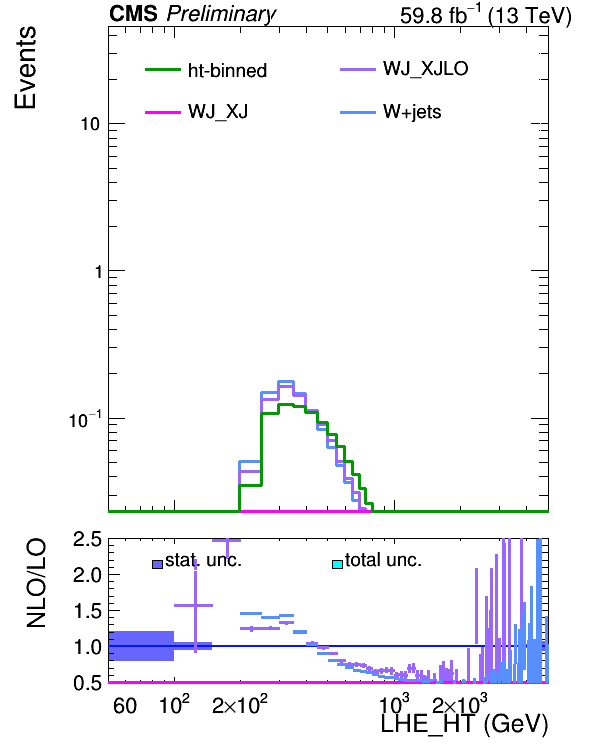 CMS Preliminary 59.8 fb⁻¹ (13 TeV)
Events
ht-binned WJ_XJLO
WJ_XJ W+jets
10
1
10⁻¹
NLO/LO
stat. unc. total unc.
2.5
2.0
1.5
1.0
0.5
60 10² 2×10² 10³ 2×10³
LHE_HT (GeV)